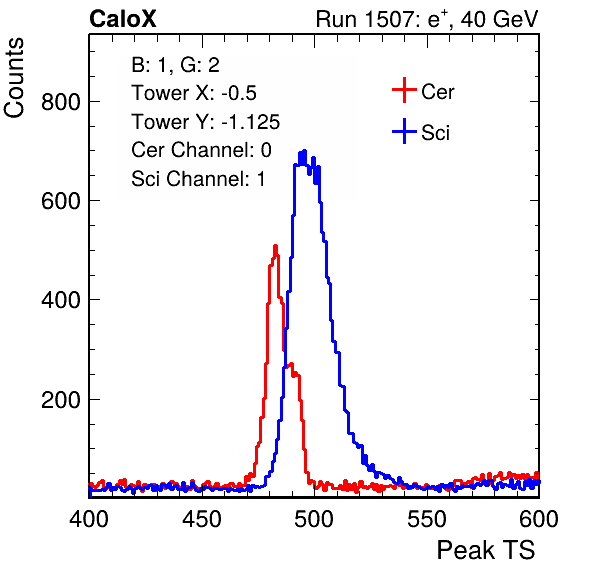 CaloX Run 1507: e⁺, 40 GeV
Counts
B: 1, G: 2
Tower X: -0.5
Tower Y: -1.125
Cer Channel: 0
Sci Channel: 1
Cer
Sci
800
600
400
200
400 450 500 550 600
Peak TS